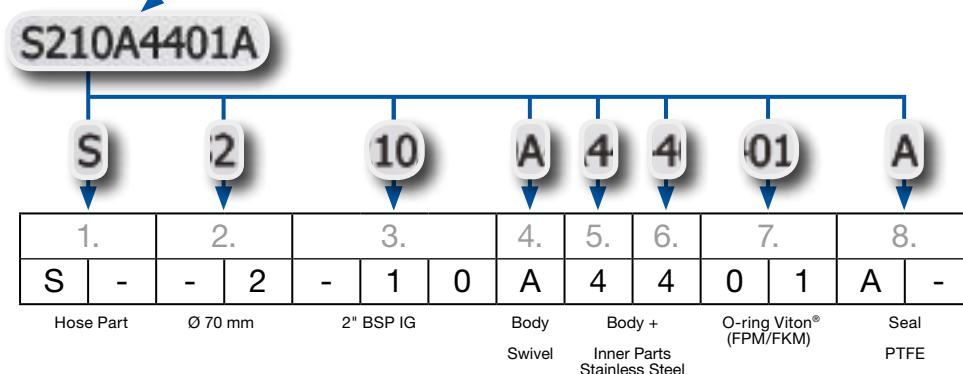 S210A4401A
S 2 10 A 4 4 01 A
1. 2. 3. 4. 5. 6. 7. 8.
S - - 2 - 1 0 A 4 4 0 1 A -
Hose Part Ø 70 mm 2" BSP IG Body Body + O-ring Viton® Seal
(FPM/FKM)
Swivel Inner Parts PTFE
Stainless Steel